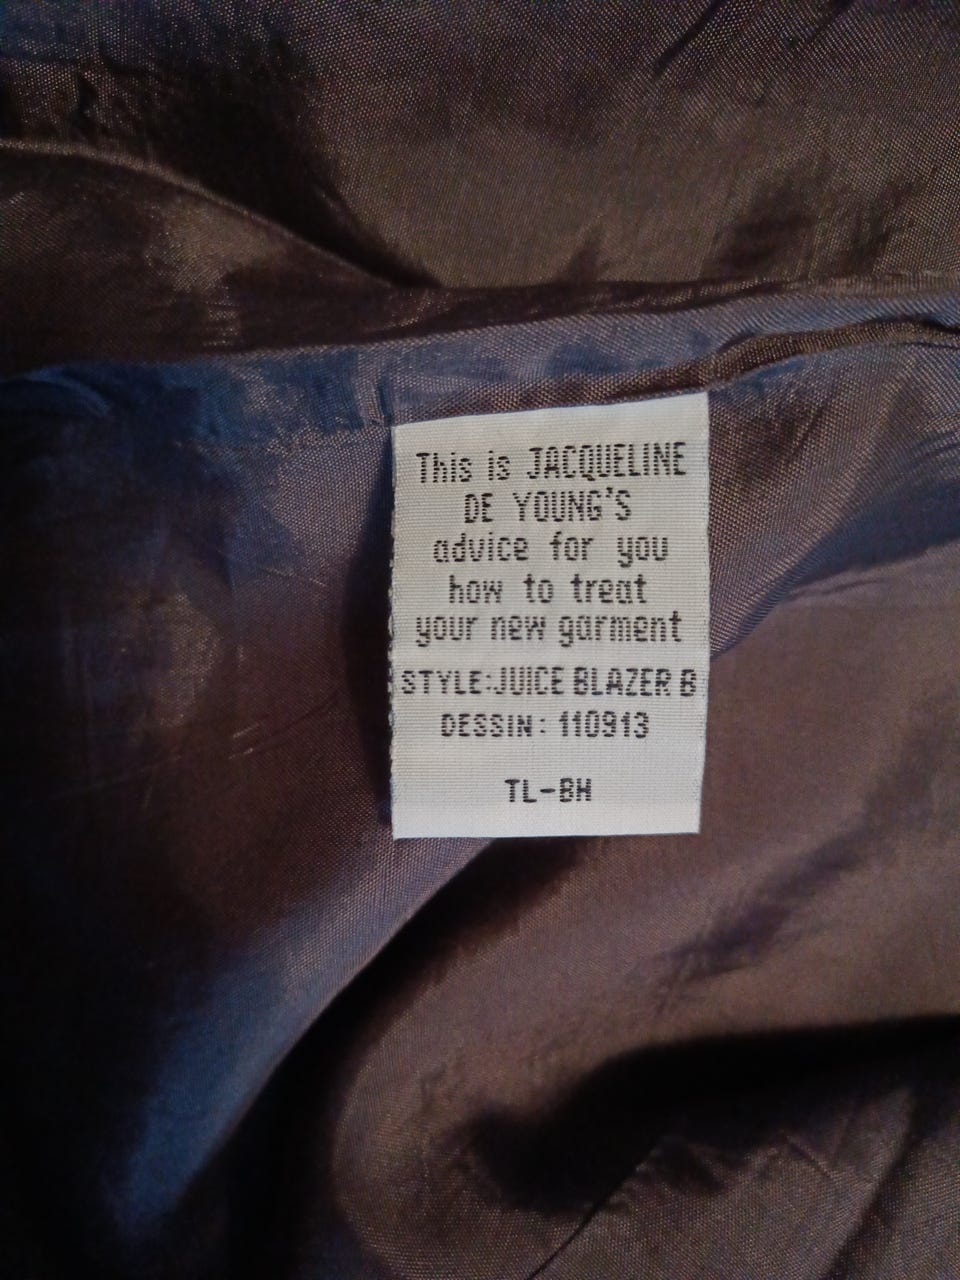 This is JACQUELINE
DE YOUNG'S
advice for you
how to treat
your new garment
STYLE:JUICE BLAZER B
DESSIN: 110913
TL-BH